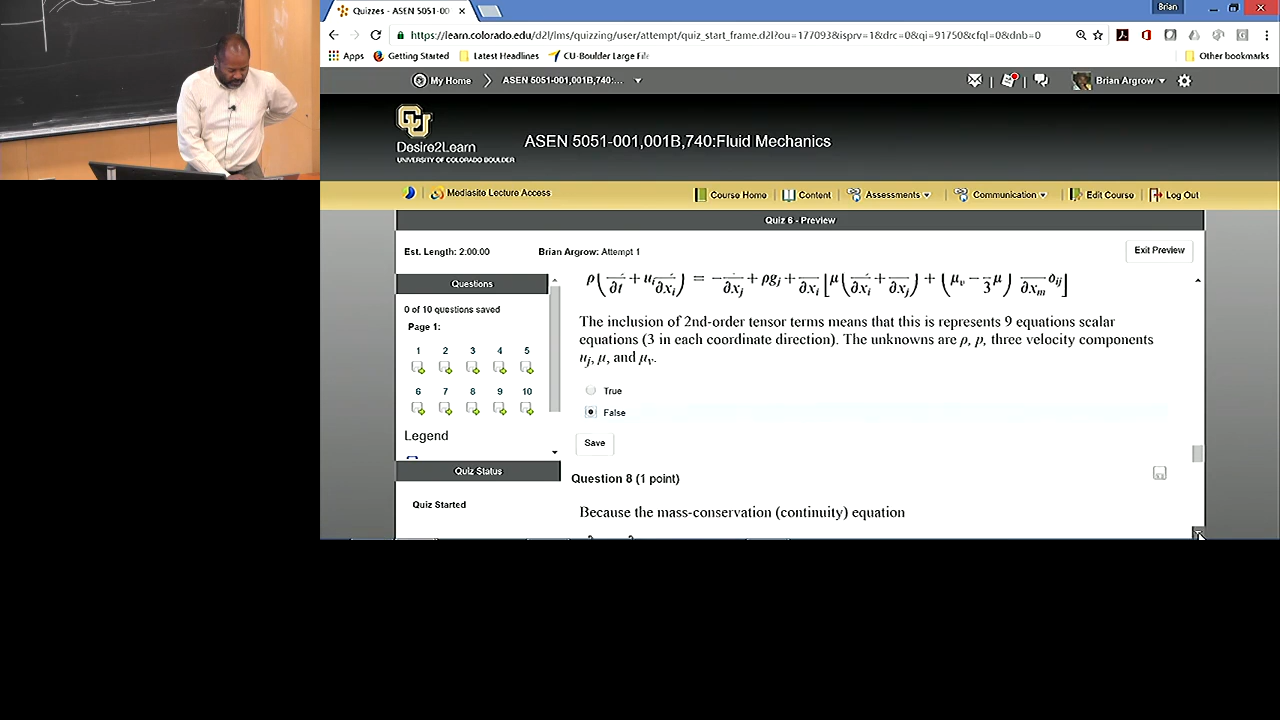 Quizzes - ASEN 5051-00
Brian
https://learn.colorado.edu/d2l/lms/quizzing/user/attempt/quiz_start_frame.d2l?ou=177093&isprv=1&drc=0&qi=91750&cfql=0&dnb=0
Apps Getting Started Latest Headlines CU-Boulder Large File Other bookmarks
My Home ASEN 5051-001,001B,740:... Brian Argrow
CU
Desire2Learn
UNIVERSITY OF COLORADO BOULDER
ASEN 5051-001,001B,740:Fluid Mechanics
Mediasite Lecture Access Course Home Content Assessments Communication Edit Course Log Out
Quiz 6 - Preview
Est. Length: 2:00:00 Brian Argrow: Attempt 1 Exit Preview
Questions
0 of 10 questions saved
Page 1:
1 2 3 4 5
6 7 8 9 10
Legend
Quiz Status
Quiz Started
The inclusion of 2nd-order tensor terms means that this is represents 9 equations scalar
equations (3 in each coordinate direction). The unknowns are ρ, p, three velocity components
uj, μ, and μv.
True
False
Save
Question 8 (1 point)
Because the mass-conservation (continuity) equation